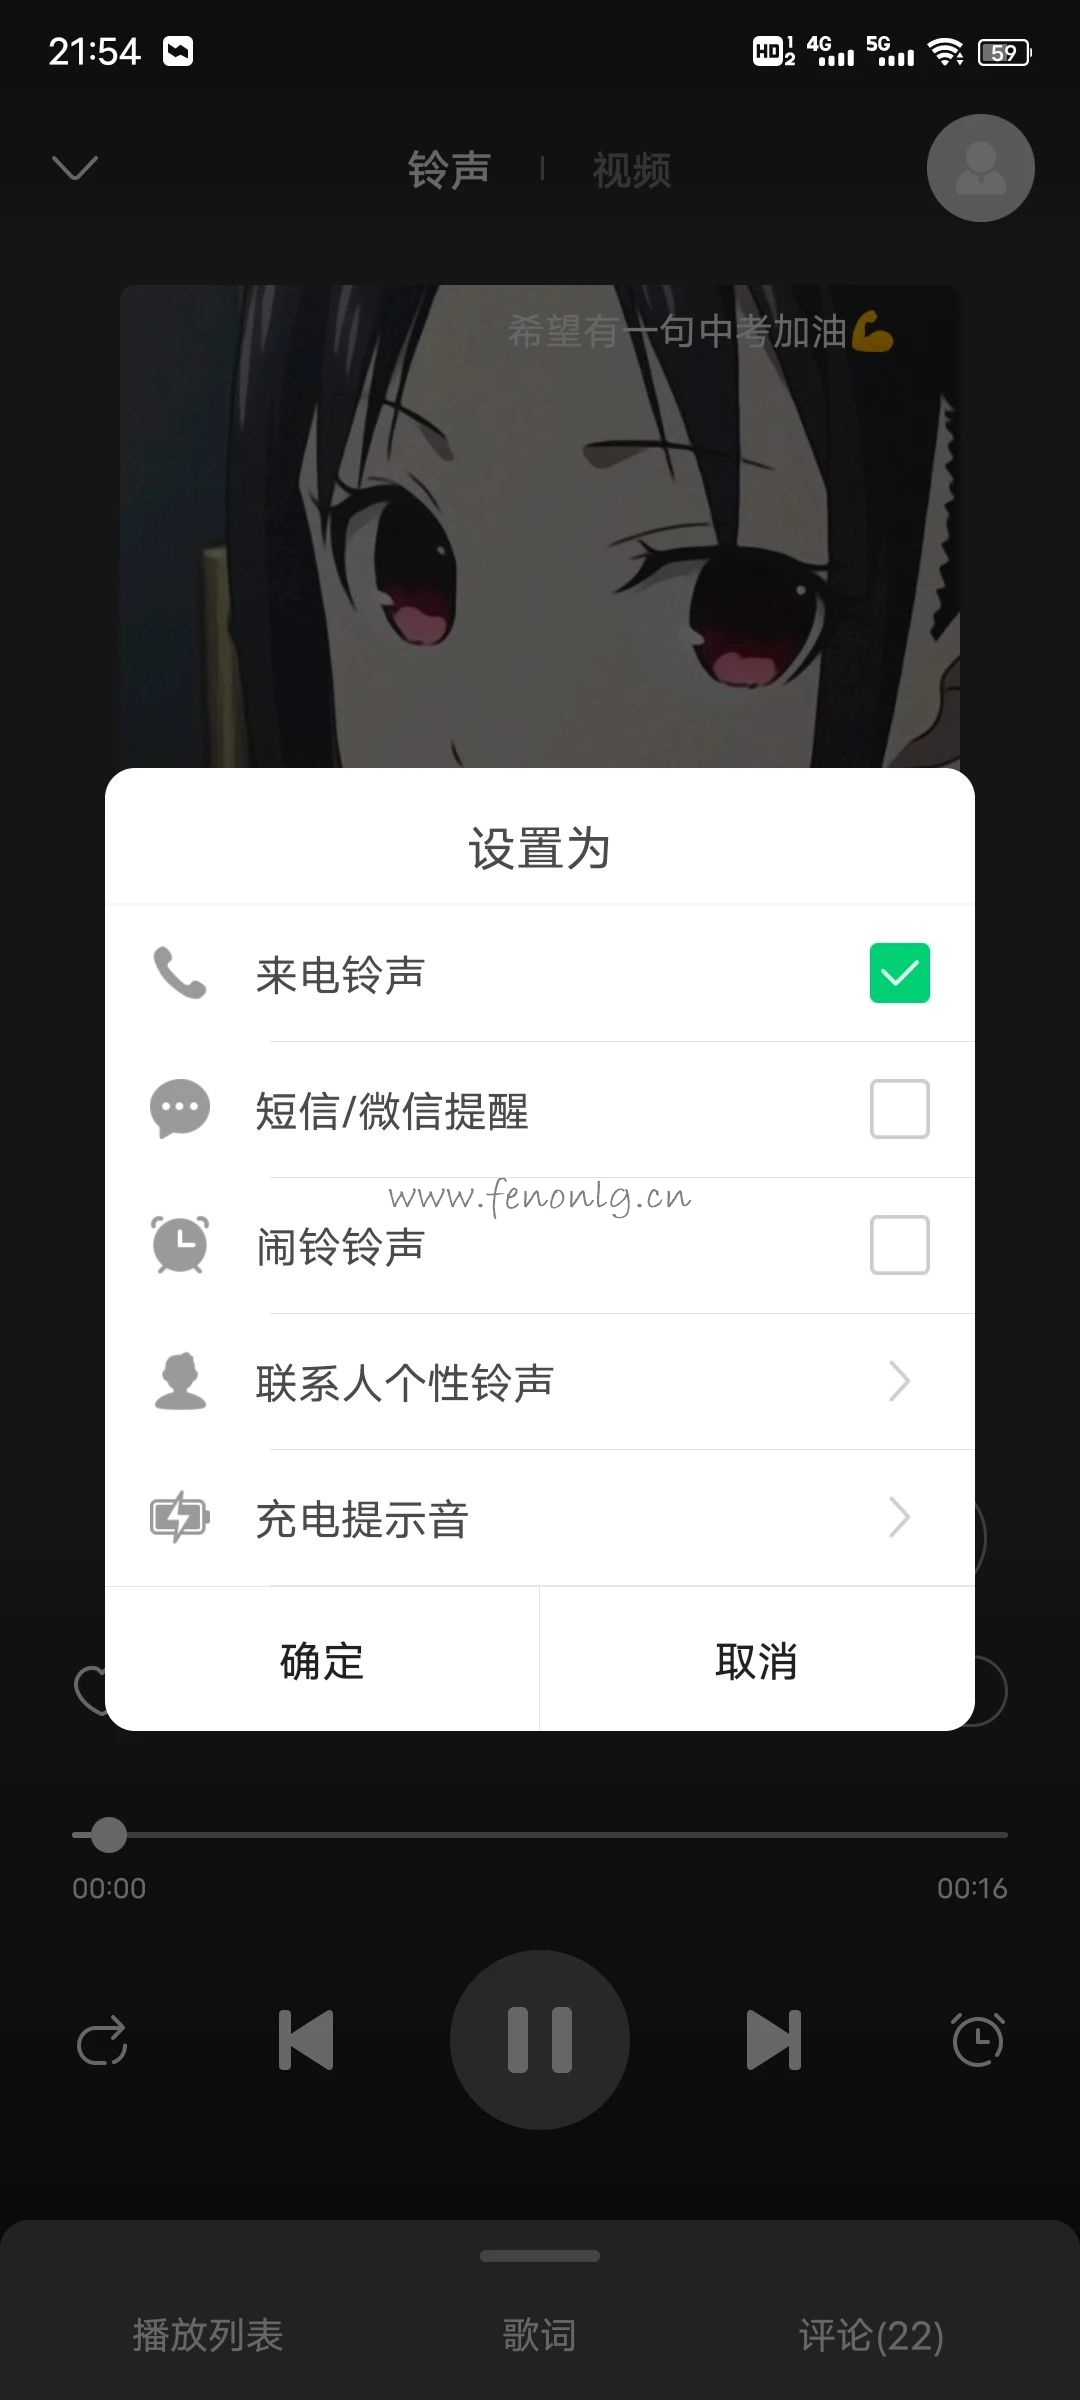 21:54
HD 1 2 4G 5G 59
铃声 | 视频
希望有一句中考加油💪
设置为
来电铃声
短信/微信提醒
www.fenonlg.cn
闹铃铃声
联系人个性铃声
充电提示音
确定 取消
00:00 00:16
播放列表 歌词 评论(22)